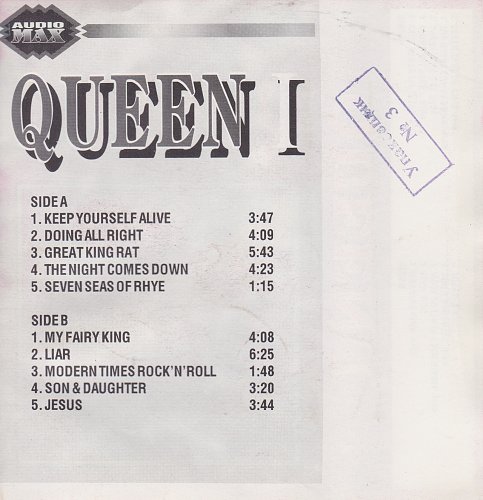 AUDIO
MAX
QUEEN I
SIDE A
1. KEEP YOURSELF ALIVE 3:47
2. DOING ALL RIGHT 4:09
3. GREAT KING RAT 5:43
4. THE NIGHT COMES DOWN 4:23
5. SEVEN SEAS OF RHYE 1:15
SIDE B
1. MY FAIRY KING 4:08
2. LIAR 6:25
3. MODERN TIMES ROCK'N'ROLL 1:48
4. SON & DAUGHTER 3:20
5. JESUS 3:44
Упаковщик
№ 3